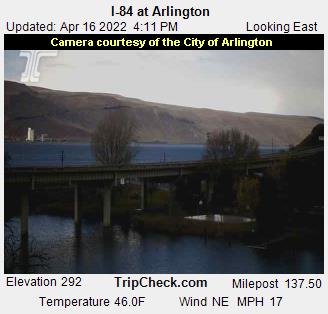 I-84 at Arlington
Updated: Apr 16 2022 4:11 PM Looking East
Camera courtesy of the City of Arlington
Elevation 292 TripCheck.com Milepost 137.50
Temperature 46.0F Wind NE MPH 17